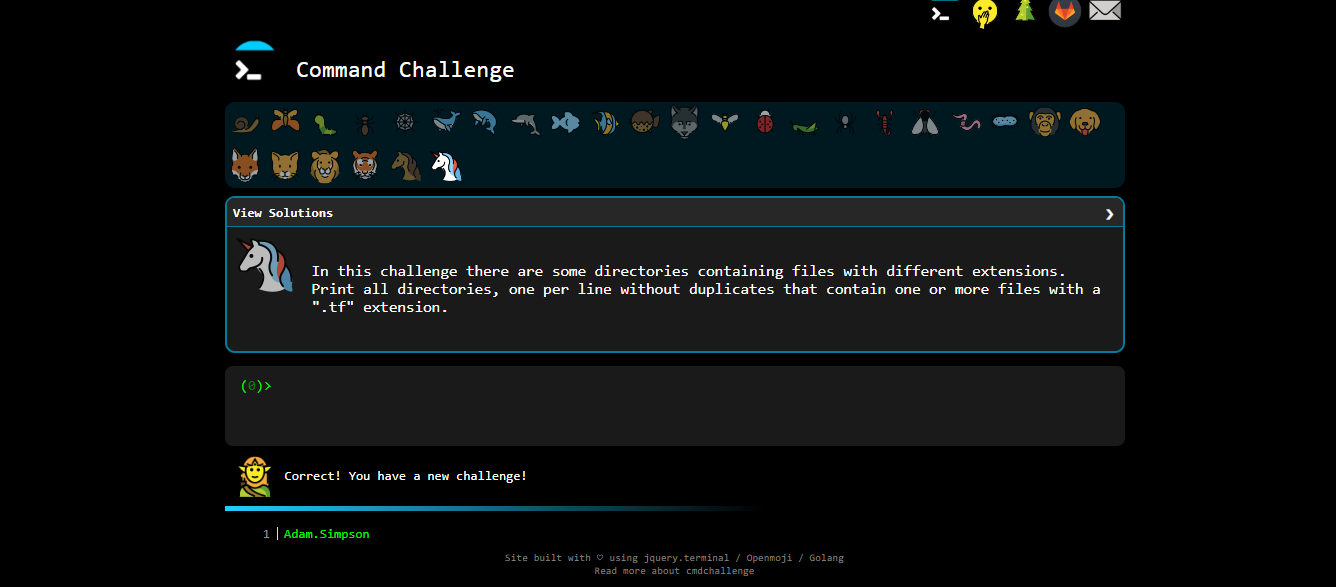 Command Challenge
View Solutions
In this challenge there are some directories containing files with different extensions.
Print all directories, one per line without duplicates that contain one or more files with a
".tf" extension.
(0)>
Correct! You have a new challenge!
1 Adam.Simpson
Site built with ♡ using jquery.terminal / Openmoji / Golang
Read more about cmdchallenge